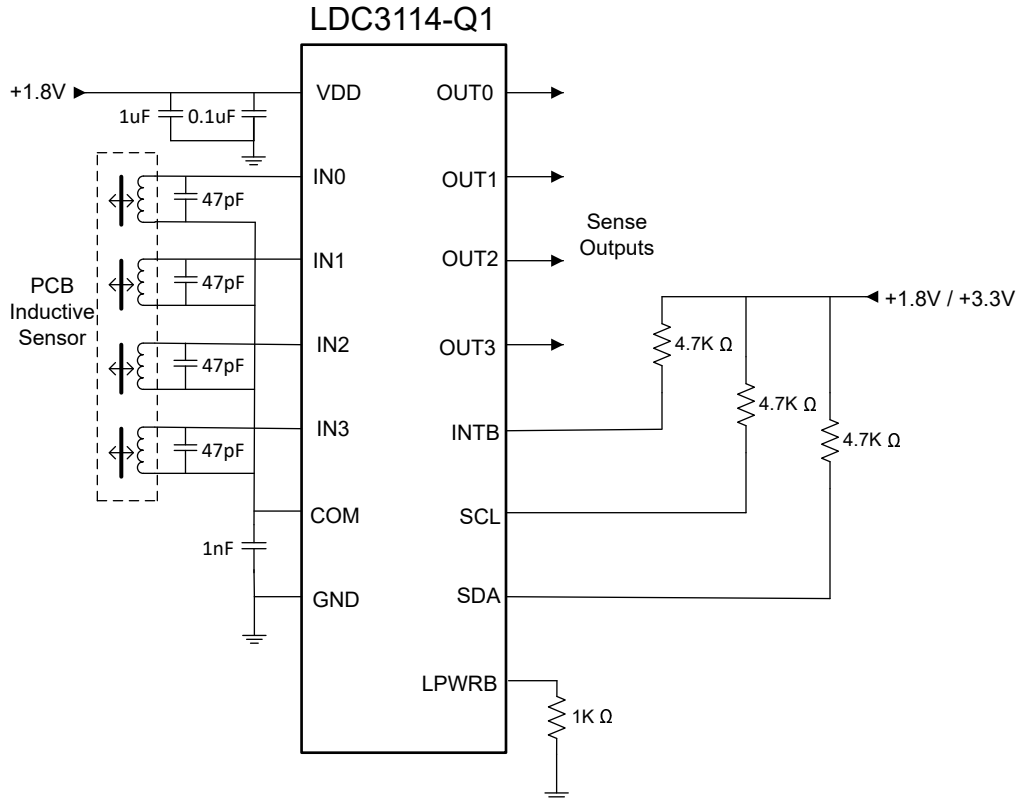 LDC3114-Q1
+1.8V
1uF
0.1uF
VDD
IN0
IN1
IN2
IN3
COM
GND
47pF
47pF
47pF
47pF
1nF
PCB
Inductive
Sensor
OUT0
OUT1
OUT2
OUT3
INTB
SCL
SDA
LPWRB
Sense
Outputs
+1.8V / +3.3V
4.7K Ω
4.7K Ω
4.7K Ω
1K Ω